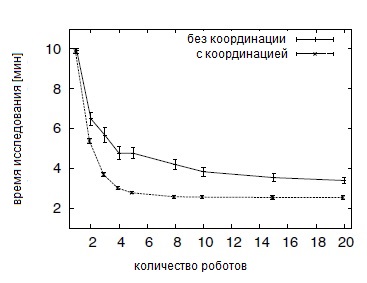 без координации
с координацией
время исследования [мин]
10
8
6
4
2
2 4 6 8 10 12 14 16 18 20
количество роботов